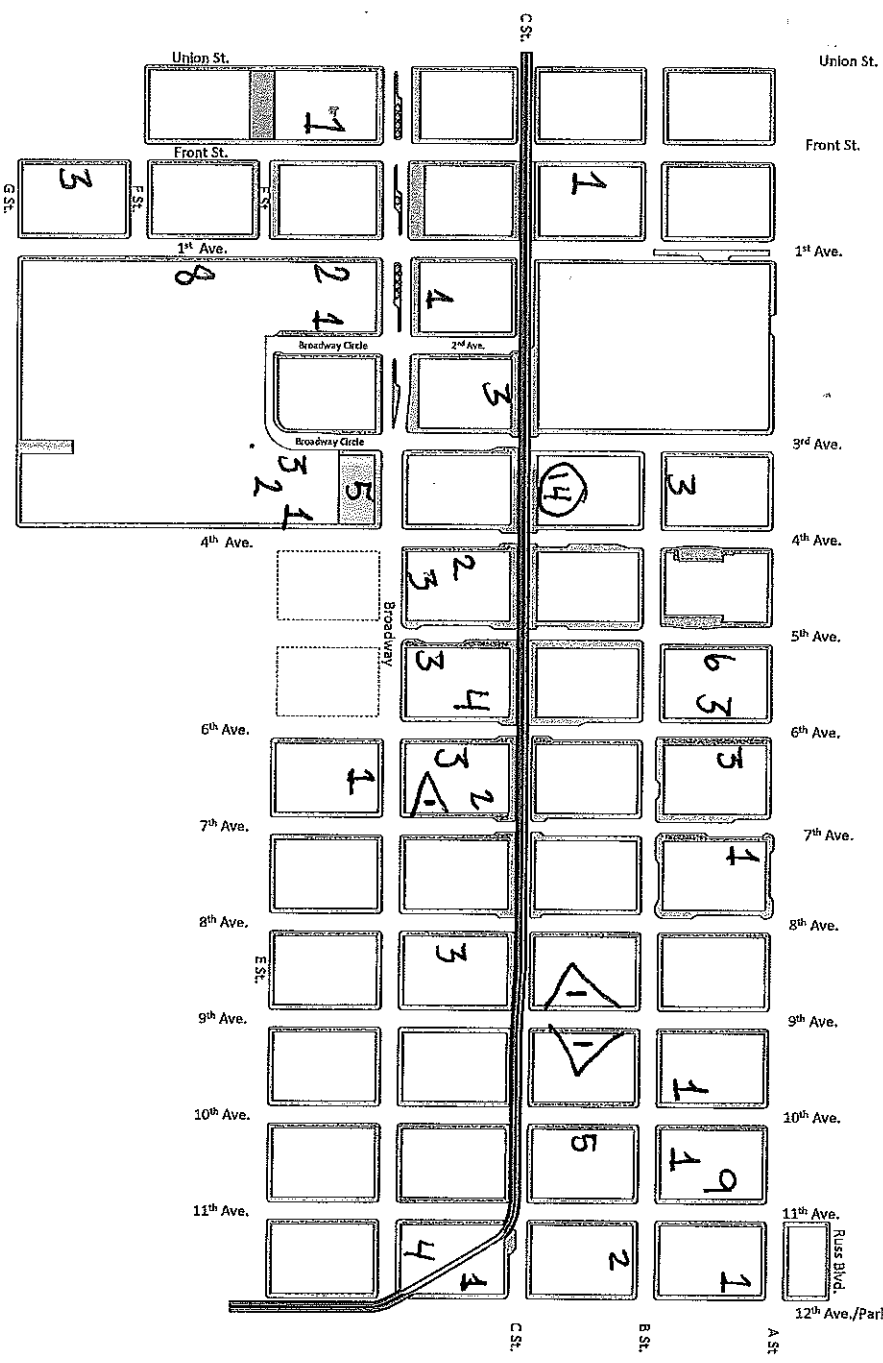 C St.
Union St.
Union St.
1
Front St.
Front St.
3
1
G St.
F St.
1st Ave.
1st Ave.
8
2
1
1
Broadway Circle
2nd Ave.
3
Broadway Circle
3rd Ave.
3
2
1
5
14
3
4th Ave.
4th Ave.
2
3
Broadway
5th Ave.
3
4
6
3
6th Ave.
6th Ave.
1
3
2
1
3
7th Ave.
7th Ave.
1
8th Ave.
8th Ave.
E St.
3
1
9th Ave.
9th Ave.
1
1
10th Ave.
10th Ave.
5
1
9
11th Ave.
11th Ave.
4
1
2
1
Russ Blvd.
12th Ave./Parl
C St.
B St.
A St